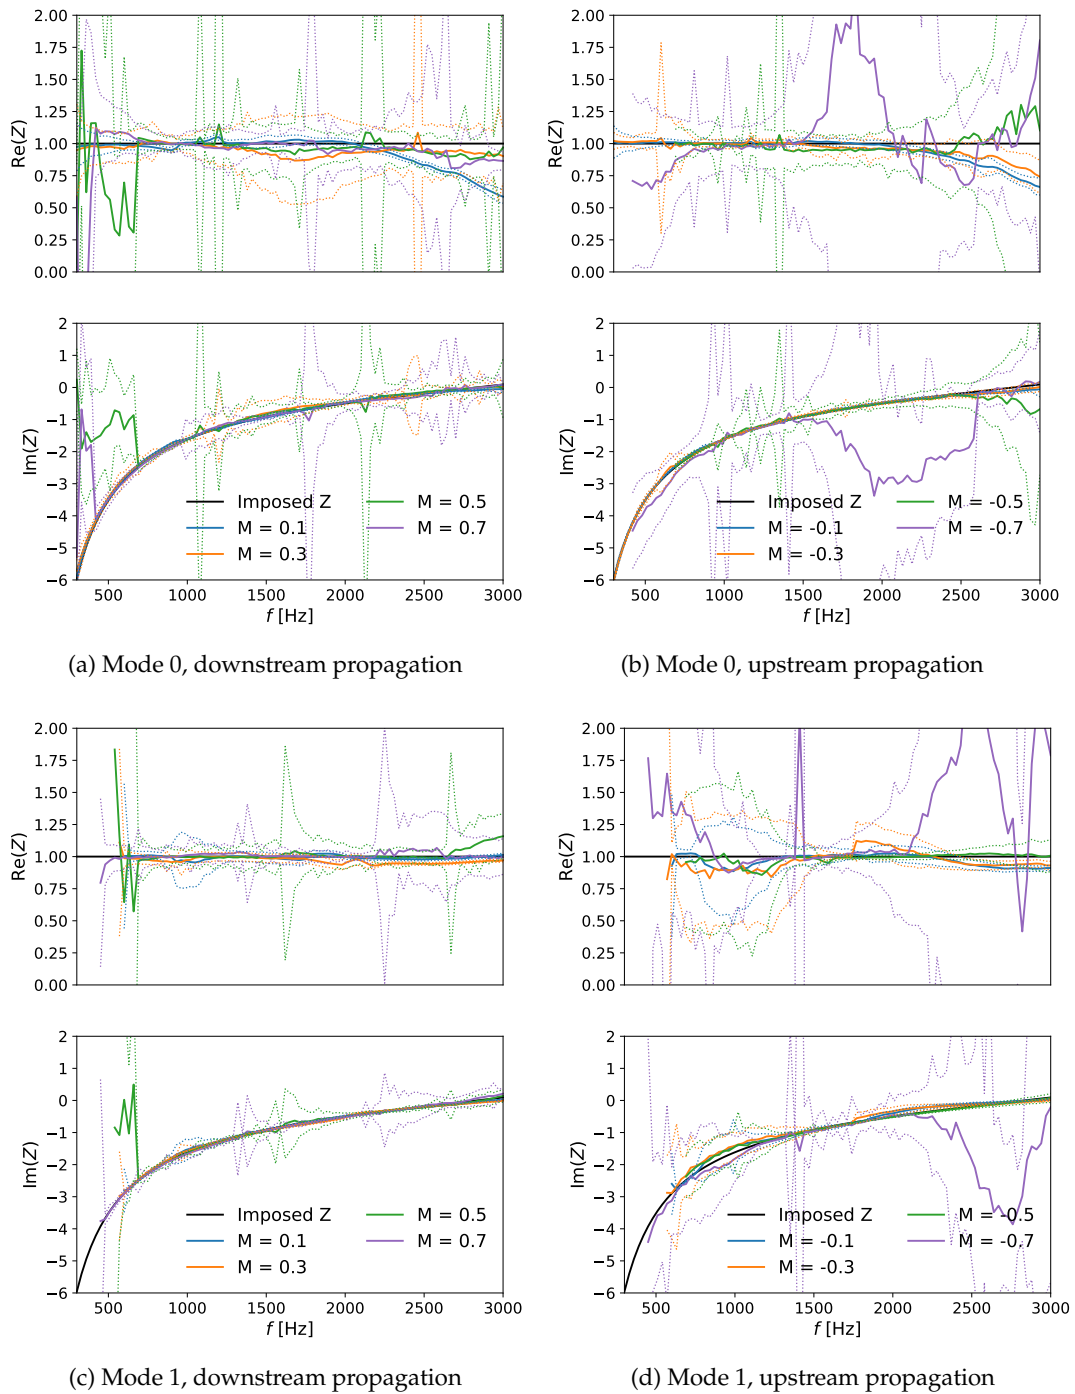 2.00
1.75
1.50
1.25
1.00
0.75
0.50
0.25
0.00
Re(Z)
2
1
0
−1
−2
−3
−4
−5
−6
Im(Z)
Imposed Z
M = 0.1
M = 0.3
M = 0.5
M = 0.7
500 1000 1500 2000 2500 3000
f [Hz]
(a) Mode 0, downstream propagation
2.00
1.75
1.50
1.25
1.00
0.75
0.50
0.25
0.00
Re(Z)
2
1
0
−1
−2
−3
−4
−5
−6
Im(Z)
Imposed Z
M = -0.1
M = -0.3
M = -0.5
M = -0.7
500 1000 1500 2000 2500 3000
f [Hz]
(b) Mode 0, upstream propagation
2.00
1.75
1.50
1.25
1.00
0.75
0.50
0.25
0.00
Re(Z)
2
1
0
−1
−2
−3
−4
−5
−6
Im(Z)
Imposed Z
M = 0.1
M = 0.3
M = 0.5
M = 0.7
500 1000 1500 2000 2500 3000
f [Hz]
(c) Mode 1, downstream propagation
2.00
1.75
1.50
1.25
1.00
0.75
0.50
0.25
0.00
Re(Z)
2
1
0
−1
−2
−3
−4
−5
−6
Im(Z)
Imposed Z
M = -0.1
M = -0.3
M = -0.5
M = -0.7
500 1000 1500 2000 2500 3000
f [Hz]
(d) Mode 1, upstream propagation